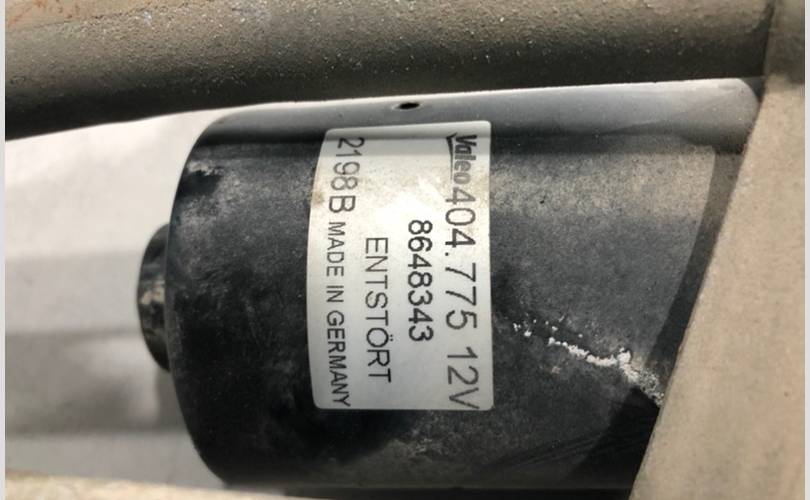 Valeo 404.775 12V
8648343
ENTSTÖRT
2198B MADE IN GERMANY